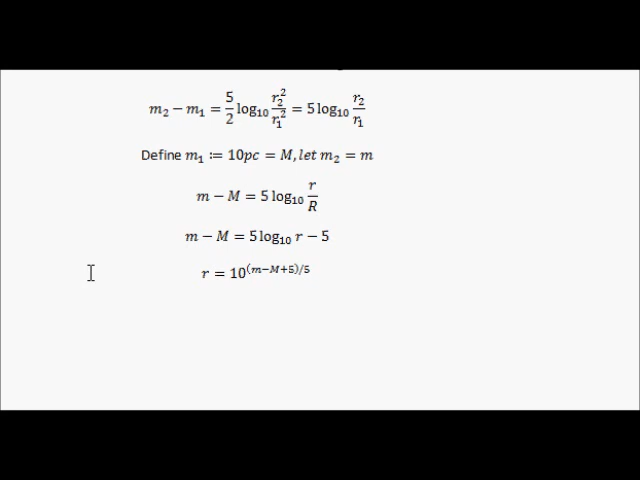 m₂ − m₁ = 5/2 log₁₀ r₂²/r₁² = 5 log₁₀ r₂/r₁
Define m₁ ≔ 10pc = M, let m₂ = m
m − M = 5 log₁₀ r/R
m − M = 5 log₁₀ r − 5
r = 10^(m−M+5)/5